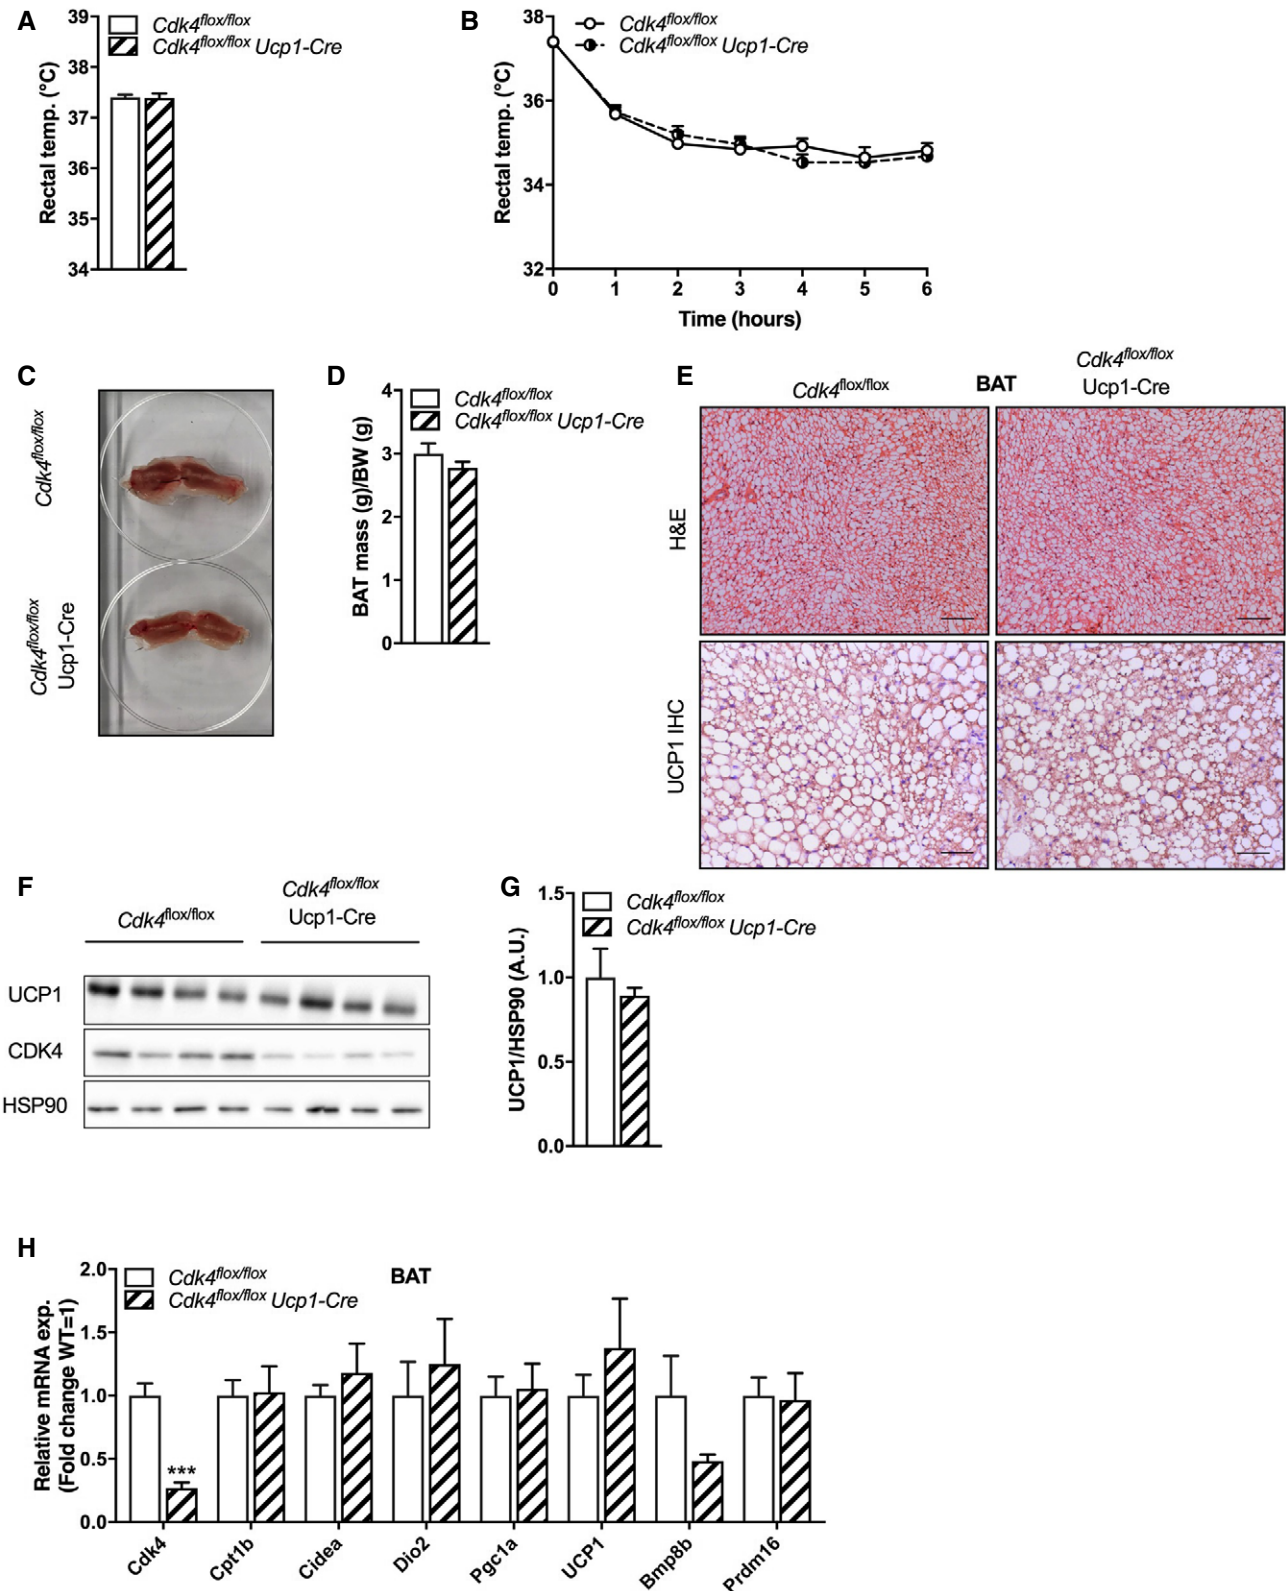 A
39
38
37
36
35
34
Rectal temp. (°C)
Cdk4flox/flox
Cdk4flox/flox Ucp1-Cre
B
38
36
34
32
Rectal temp. (°C)
Cdk4flox/flox
Cdk4flox/flox Ucp1-Cre
0 1 2 3 4 5 6
Time (hours)
C
Cdk4flox/flox
Cdk4flox/flox
Ucp1-Cre
D
4
3
2
1
0
BAT mass (g)/BW (g)
Cdk4flox/flox
Cdk4flox/flox Ucp1-Cre
E
Cdk4flox/flox
BAT
Cdk4flox/flox
Ucp1-Cre
H&E
UCP1 IHC
F
Cdk4flox/flox
Cdk4flox/flox
Ucp1-Cre
UCP1
CDK4
HSP90
G
1.5
1.0
0.5
0.0
UCP1/HSP90 (A.U.)
Cdk4flox/flox
Cdk4flox/flox Ucp1-Cre
H
2.0
1.5
1.0
0.5
0.0
Relative mRNA exp.
(Fold change WT=1)
Cdk4flox/flox
Cdk4flox/flox Ucp1-Cre
BAT
***
Cdk4
Cpt1b
Cidea
Dio2
Pgc1a
UCP1
Bmp8b
Prdm16